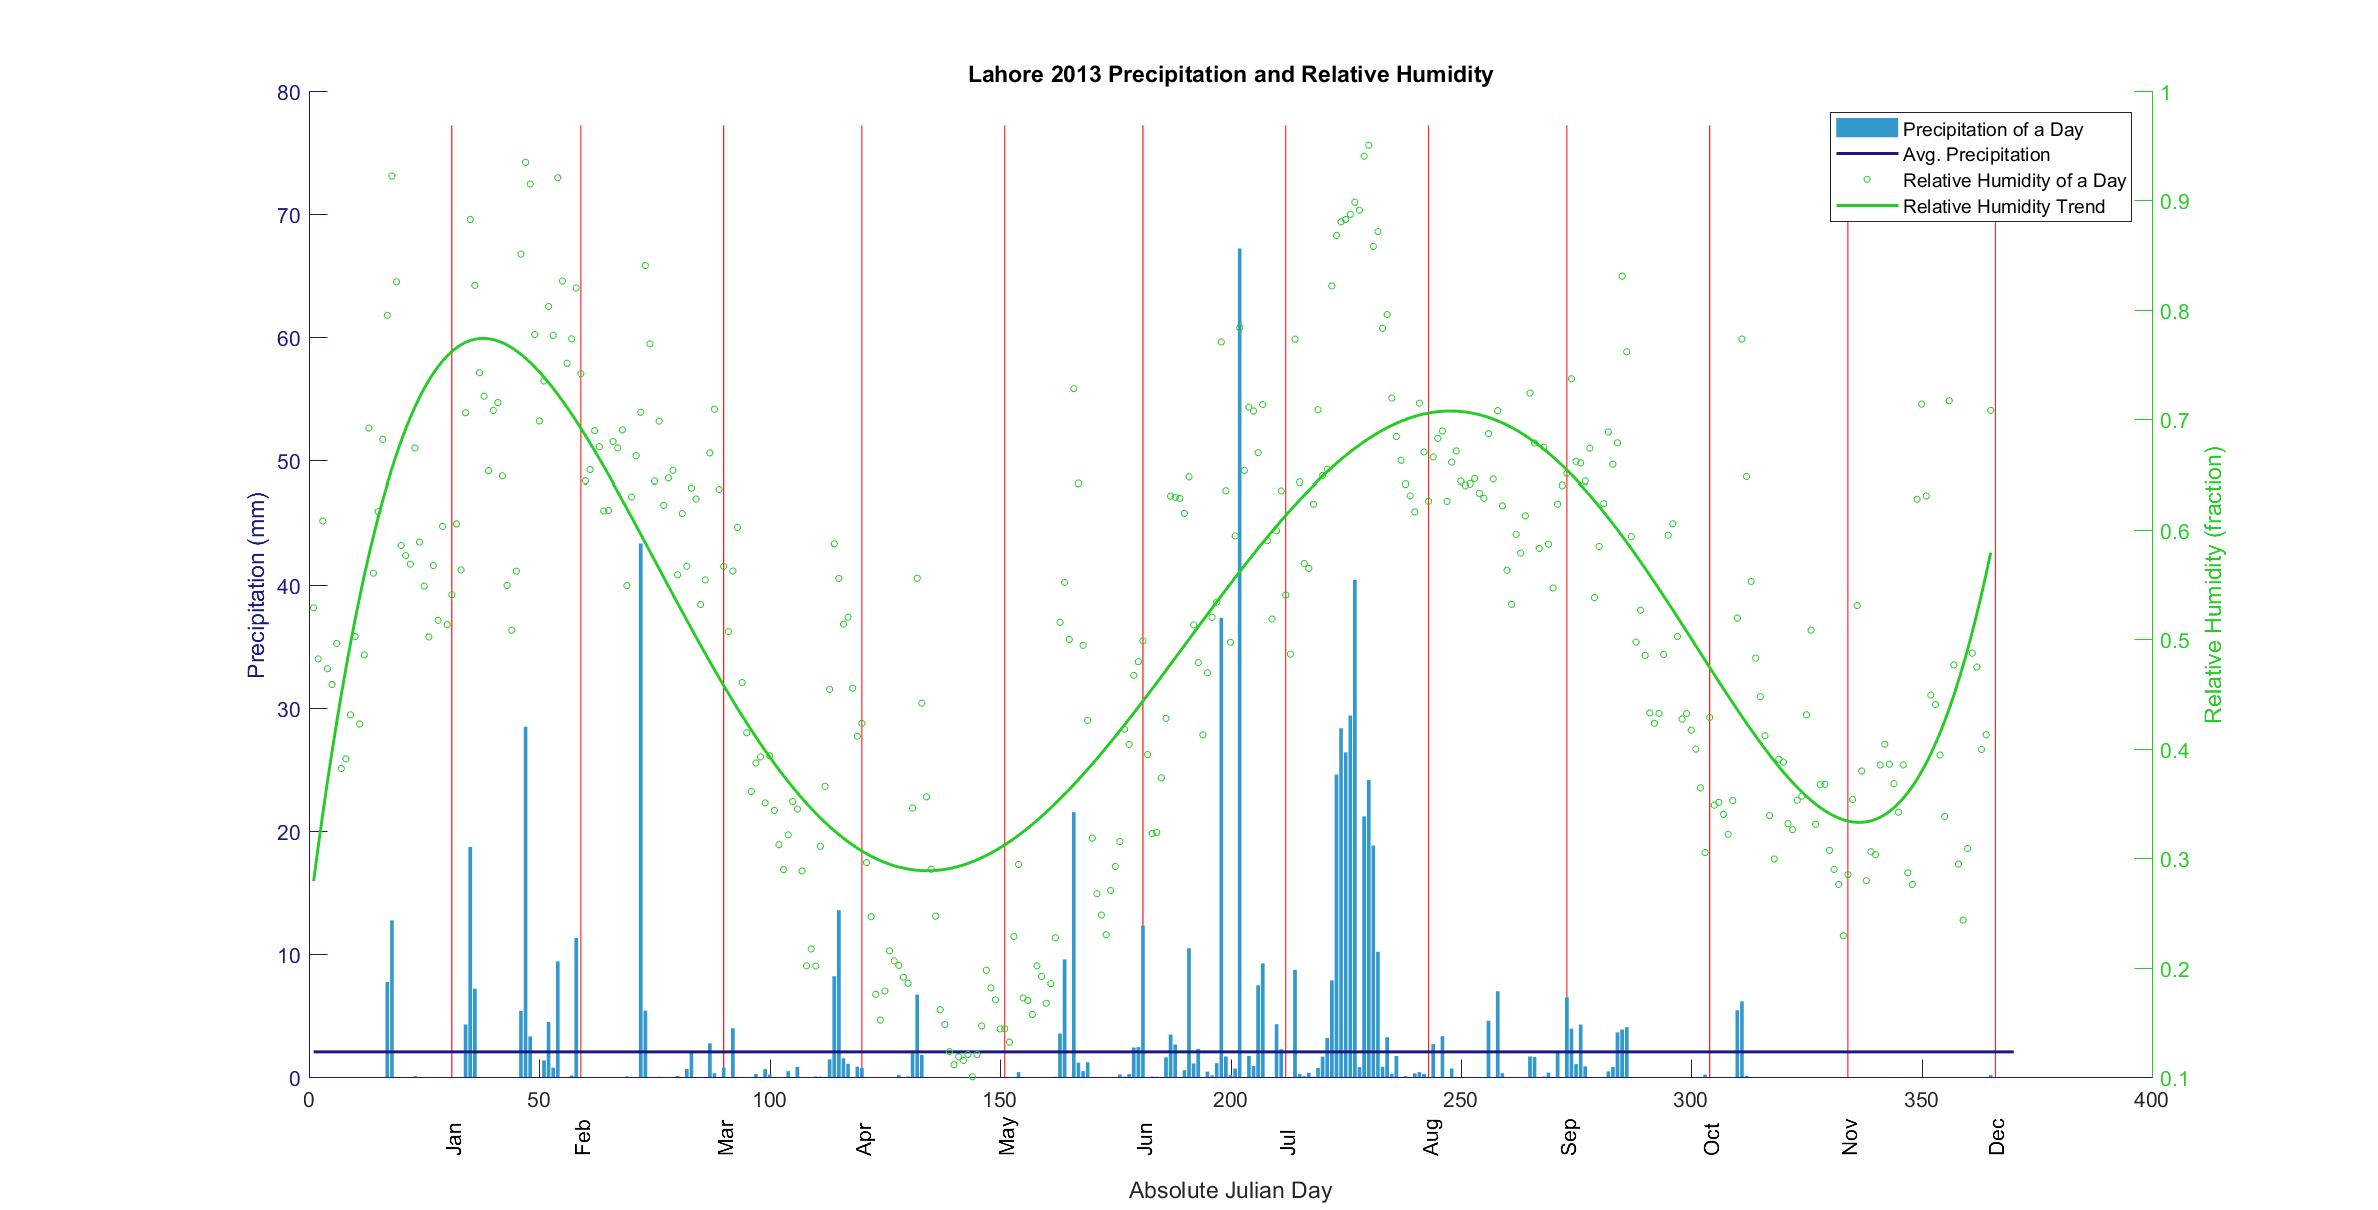 Lahore 2013 Precipitation and Relative Humidity
Precipitation of a Day
Avg. Precipitation
Relative Humidity of a Day
Relative Humidity Trend
Precipitation (mm)
80
70
60
50
40
30
20
10
0
Relative Humidity (fraction)
1
0.9
0.8
0.7
0.6
0.5
0.4
0.3
0.2
0.1
0 50 100 150 200 250 300 350 400
Jan Feb Mar Apr May Jun Jul Aug Sep Oct Nov Dec
Absolute Julian Day